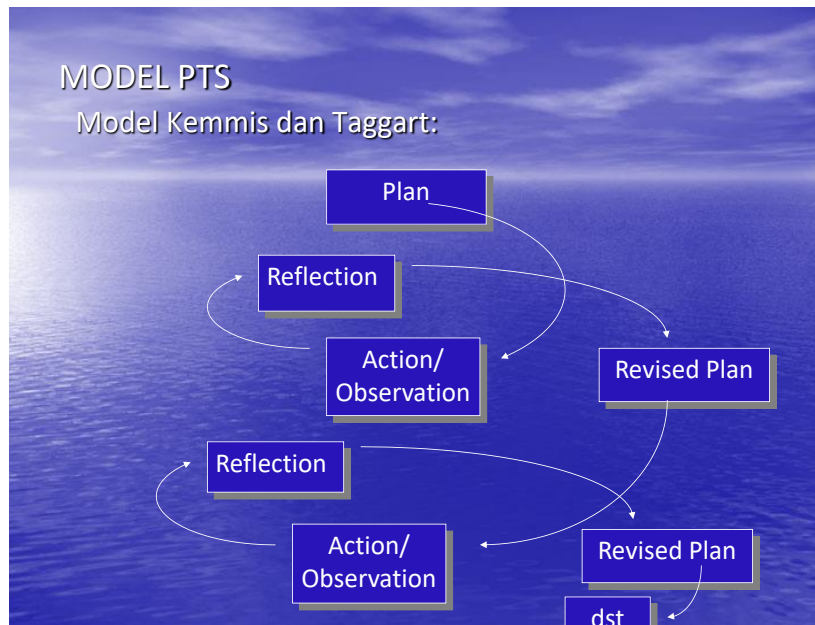 MODEL PTS
Model Kemmis dan Taggart:
Plan
Reflection
Action/
Observation
Revised Plan
Reflection
Action/
Observation
Revised Plan
dst